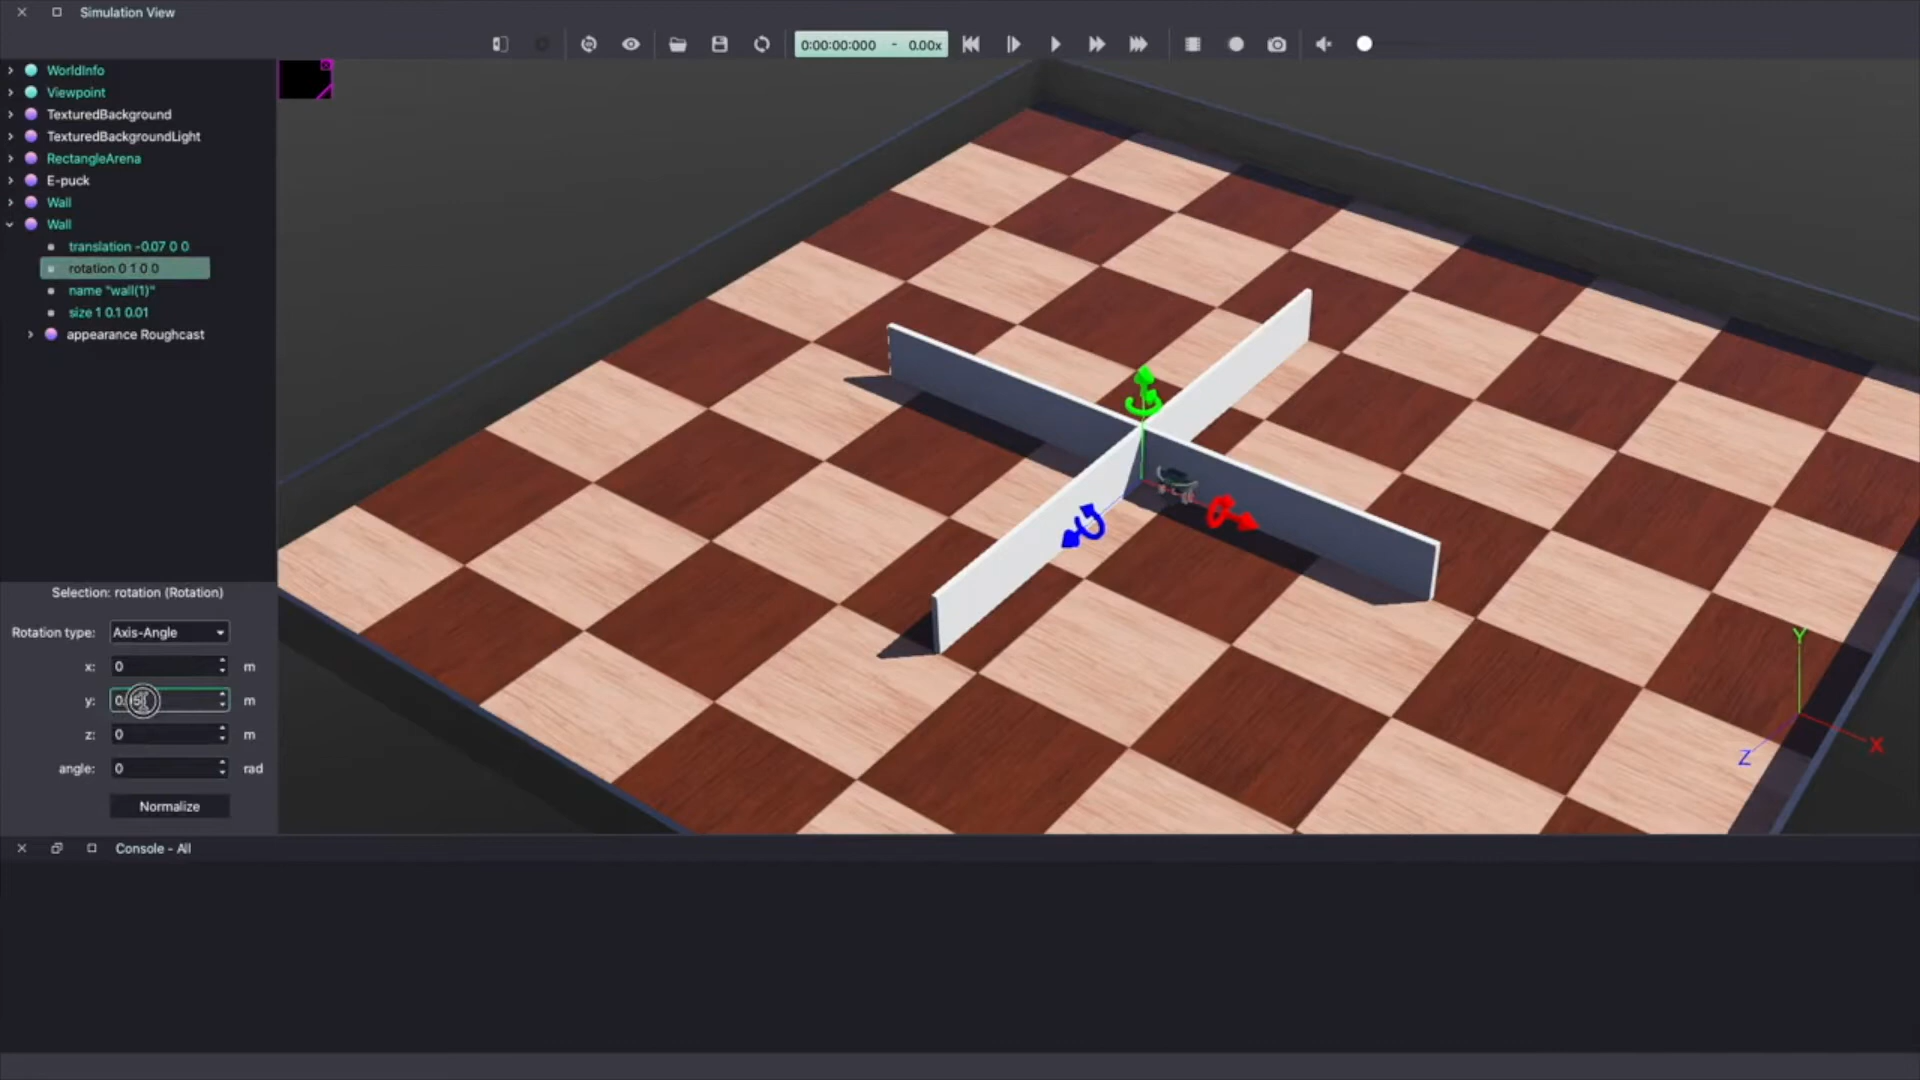 Simulation View
0:00:00:000 - 0.00x
WorldInfo
Viewpoint
TexturedBackground
TexturedBackgroundLight
RectangleArena
E-puck
Wall
Wall
translation -0.07 0 0
rotation 0 1 0 0
name "wall(1)"
size 1 0.1 0.01
appearance Roughcast
Selection: rotation (Rotation)
Rotation type: Axis-Angle
x: 0 m
y: m
z: 0 m
angle: 0 rad
Normalize
Y
X
Z
Console - All